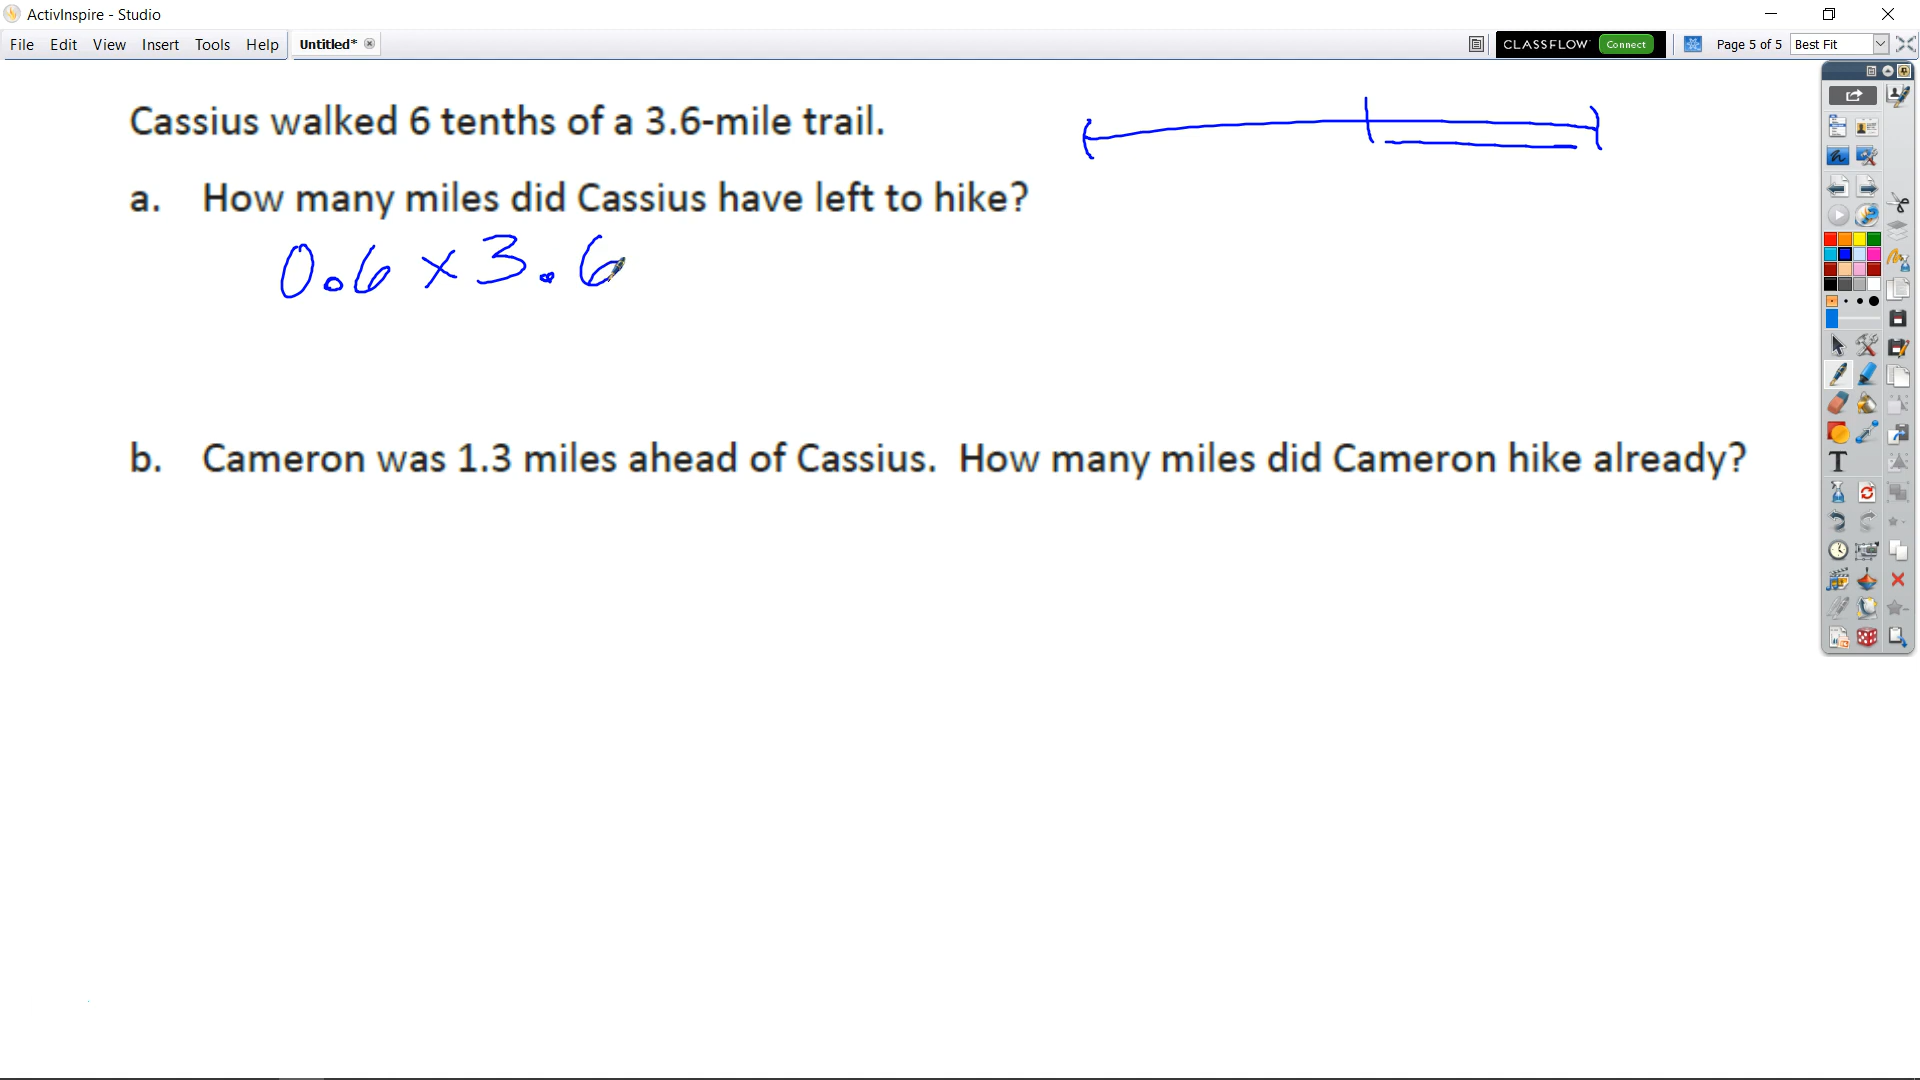 ActivInspire - Studio
File Edit View Insert Tools Help Untitled* CLASSFLOW Connect Page 5 of 5 Best Fit
Cassius walked 6 tenths of a 3.6-mile trail.
a. How many miles did Cassius have left to hike?
0.6 x 3.6
b. Cameron was 1.3 miles ahead of Cassius. How many miles did Cameron hike already?
T